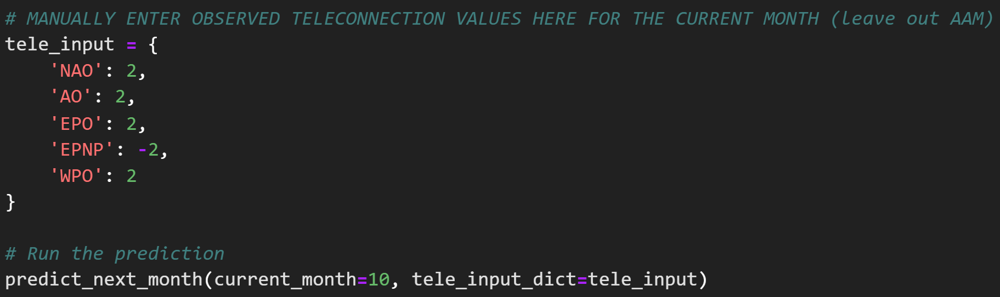 # MANUALLY ENTER OBSERVED TELECONNECTION VALUES HERE FOR THE CURRENT MONTH (leave out AAM)
tele_input = {
    'NAO': 2,
    'AO': 2,
    'EPO': 2,
    'EPNP': -2,
    'WPO': 2
}

# Run the prediction
predict_next_month(current_month=10, tele_input_dict=tele_input)